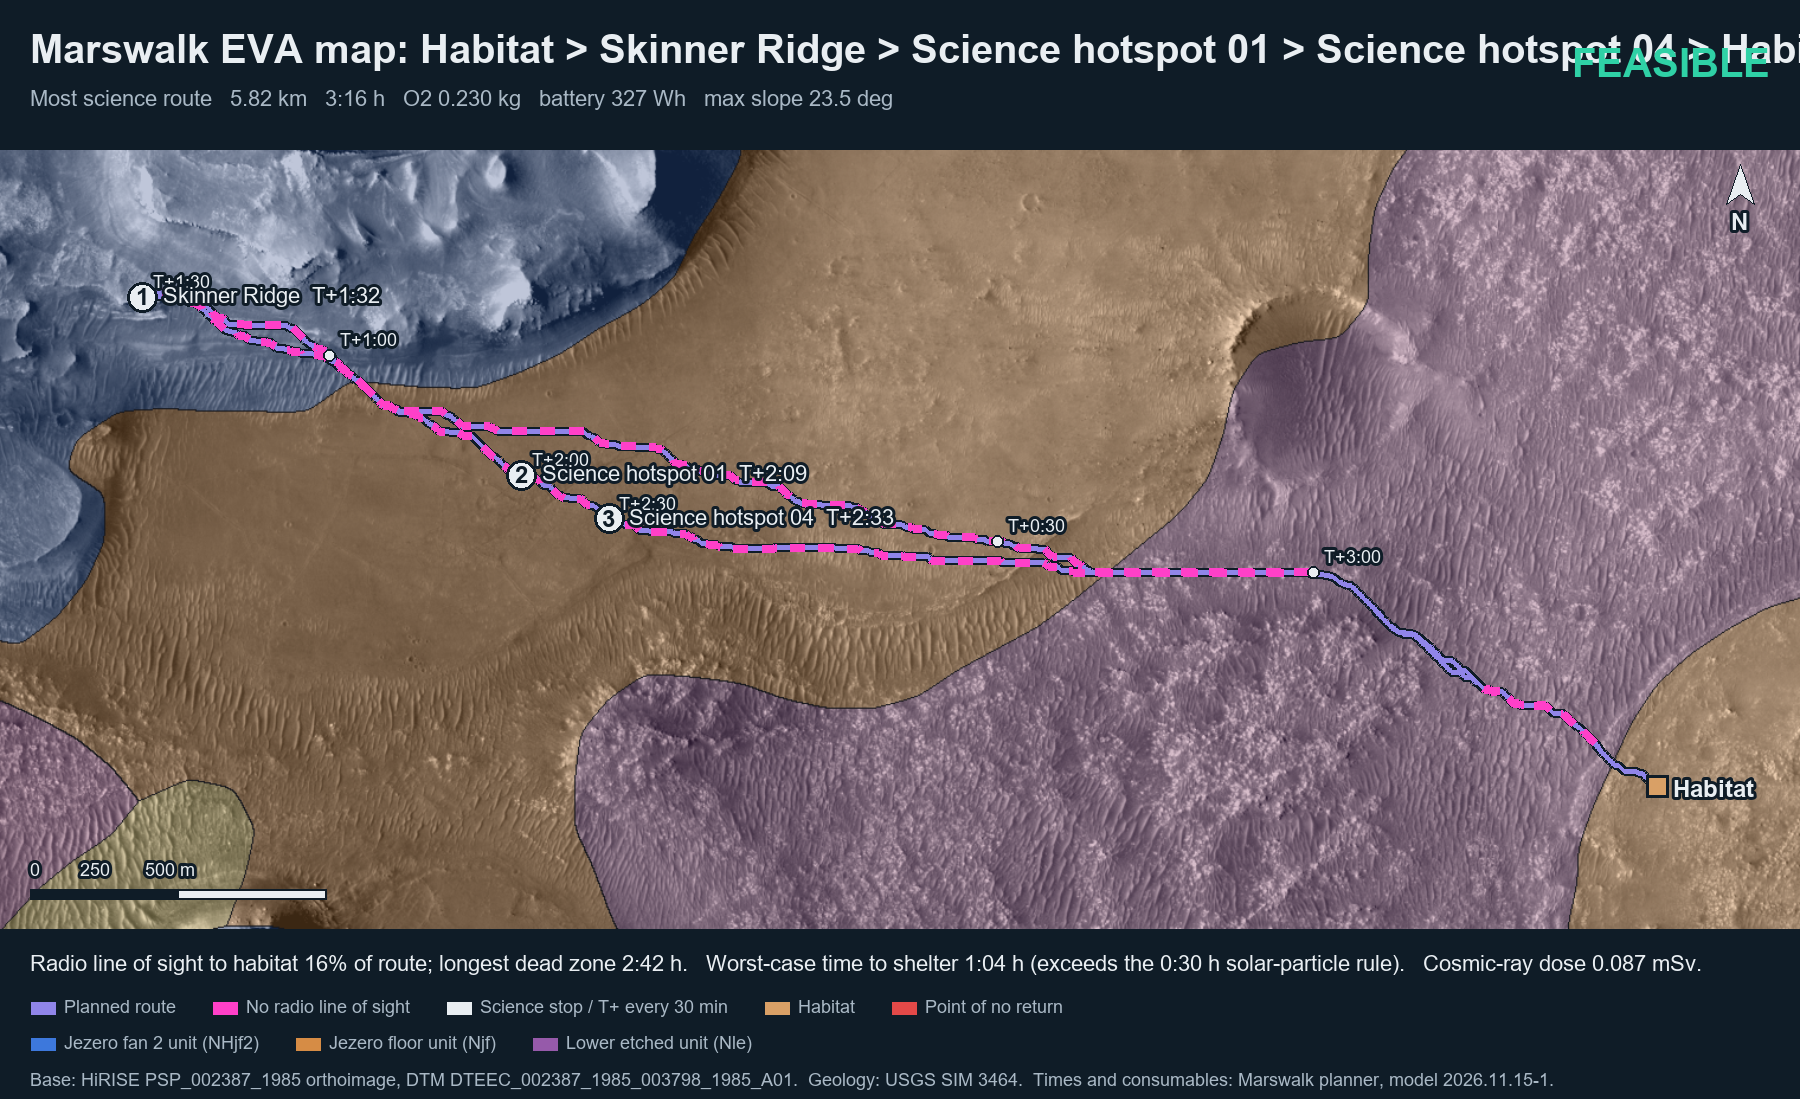 Marswalk EVA map: Habitat > Skinner Ridge > Science hotspot 01 > Science hotspot 04 > Habi
FEASIBLE
Most science route 5.82 km 3:16 h O2 0.230 kg battery 327 Wh max slope 23.5 deg
N
T+1:30
1 Skinner Ridge T+1:32
T+1:00
T+2:00
2 Science hotspot 01 T+2:09
T+2:30
3 Science hotspot 04 T+2:33
T+0:30
T+3:00
Habitat
0 250 500 m
Radio line of sight to habitat 16% of route; longest dead zone 2:42 h. Worst-case time to shelter 1:04 h (exceeds the 0:30 h solar-particle rule). Cosmic-ray dose 0.087 mSv.
Planned route No radio line of sight Science stop / T+ every 30 min Habitat Point of no return
Jezero fan 2 unit (NHjf2) Jezero floor unit (Njf) Lower etched unit (Nle)
Base: HiRISE PSP_002387_1985 orthoimage, DTM DTEEC_002387_1985_003798_1985_A01. Geology: USGS SIM 3464. Times and consumables: Marswalk planner, model 2026.11.15-1.